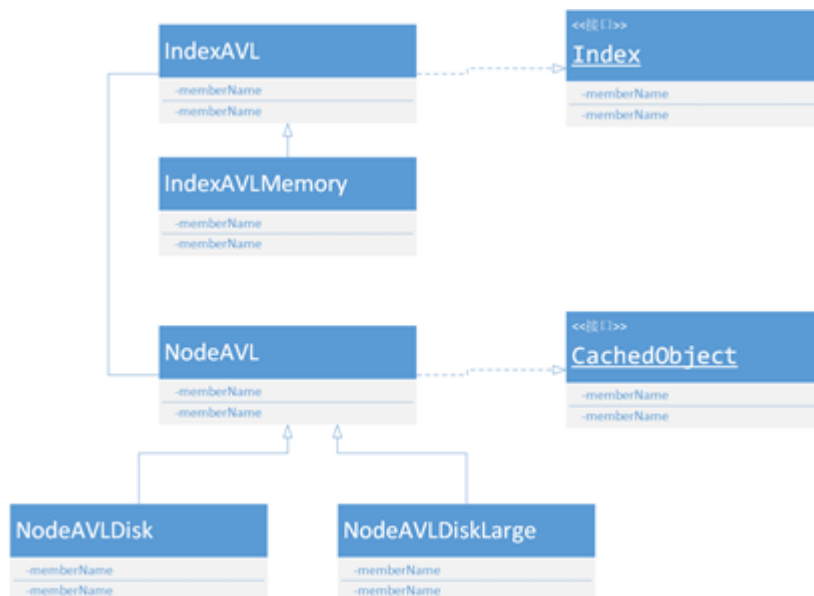 IndexAVL
-memberName
-memberName
<<接口>>
Index
-memberName
-memberName
IndexAVLMemory
-memberName
-memberName
NodeAVL
-memberName
-memberName
<<接口>>
CachedObject
-memberName
-memberName
NodeAVLDisk
-memberName
-memberName
NodeAVLDiskLarge
-memberName
-memberName